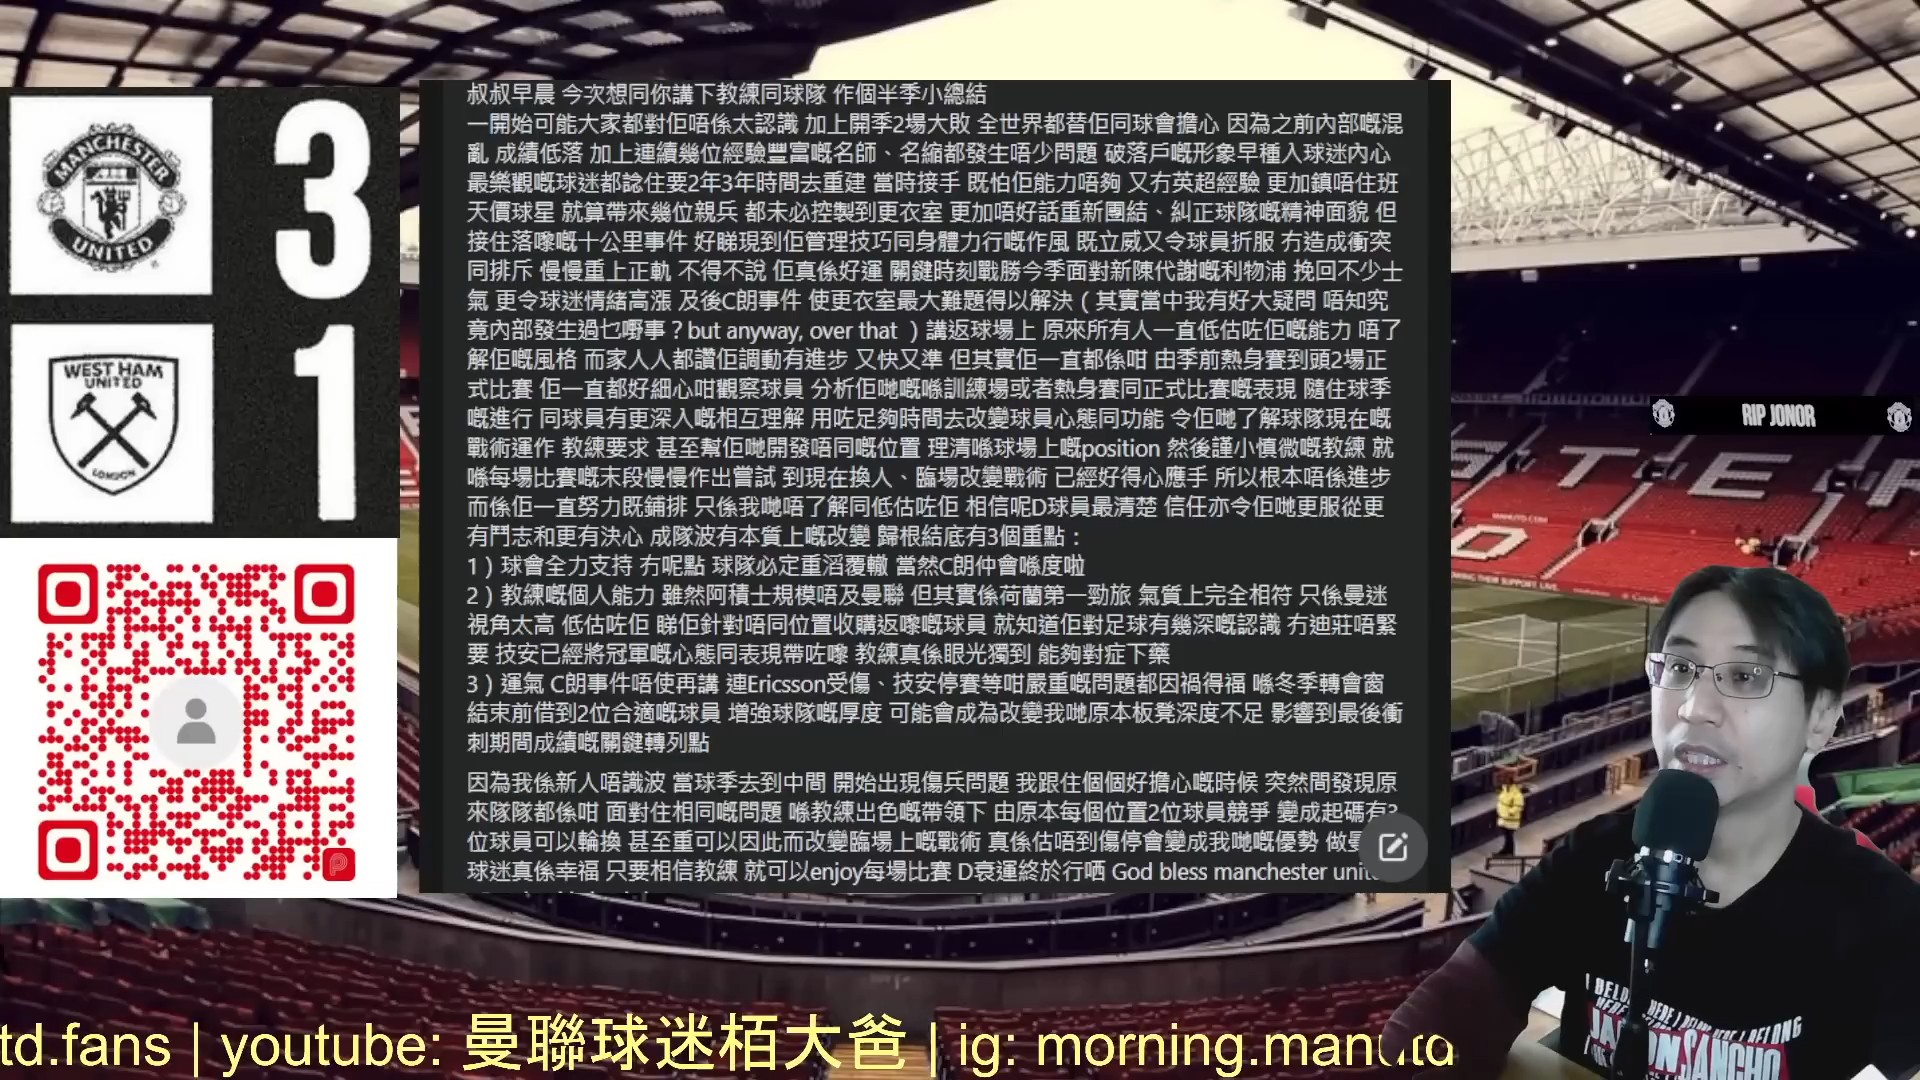 叔叔早晨 今次想同你講下教練同球隊 作個半季小總結
一開始可能大家都對佢唔係太認識 加上開季2場大敗 全世界都替佢同球會擔心 因為之前內部嘅混
亂 成績低落 加上連續幾位經驗豐富嘅名師、名縮都發生唔少問題 破落戶嘅形象早種入球迷內心
最樂觀嘅球迷都諗住要2年3年時間去重建 當時接手 既怕佢能力唔夠 又冇英超經驗 更加鎮唔住班
天價球星 就算帶來幾位親兵 都未必控製到更衣室 更加唔好話重新團結、糾正球隊嘅精神面貌 但
接住落嚟嘅十公里事件 好睇現到佢管理技巧同身體力行嘅作風 既立威又令球員折服 冇造成衝突
同排斥 慢慢重上正軌 不得不說 佢真係好運 關鍵時刻戰勝今季面對新陳代謝嘅利物浦 挽回不少士
氣 更令球迷情緒高漲 及後C朗事件 使更衣室最大難題得以解決（其實當中我有好大疑問 唔知究
竟內部發生過乜嘢事？but anyway, over that ）講返球場上 原來所有人一直低估咗佢嘅能力 唔了
解佢嘅風格 而家人人都讚佢調動有進步 又快又準 但其實佢一直都係咁 由季前熱身賽到頭2場正
式比賽 佢一直都好細心咁觀察球員 分析佢哋嘅喺訓練場或者熱身賽同正式比賽嘅表現 隨住球季
嘅進行 同球員有更深入嘅相互理解 用咗足夠時間去改變球員心態同功能 令佢哋了解球隊現在嘅
戰術運作 教練要求 甚至幫佢哋開發唔同嘅位置 理清喺球場上嘅position 然後謹小慎微嘅教練 就
喺每場比賽嘅末段慢慢作出嘗試 到現在換人、臨場改變戰術 已經好得心應手 所以根本唔係進步
而係佢一直努力既鋪排 只係我哋唔了解同低估咗佢 相信呢D球員最清楚 信任亦令佢哋更服從更
有鬥志和更有決心 成隊波有本質上嘅改變 歸根結底有3個重點：
1）球會全力支持 冇呢點 球隊必定重滔覆轍 當然C朗仲會喺度啦
2）教練嘅個人能力 雖然阿積士規模唔及曼聯 但其實係荷蘭第一勁旅 氣質上完全相符 只係曼迷
視角太高 低估咗佢 睇佢針對唔同位置收購返嚟嘅球員 就知道佢對足球有幾深嘅認識 冇迪莊唔緊
要 技安已經將冠軍嘅心態同表現帶咗嚟 教練真係眼光獨到 能夠對症下藥
3）運氣 C朗事件唔使再講 連Ericsson受傷、技安停賽等咁嚴重嘅問題都因禍得福 喺冬季轉會窗
結束前借到2位合適嘅球員 增強球隊嘅厚度 可能會成為改變我哋原本板凳深度不足 影響到最後衝
刺期間成績嘅關鍵轉列點
因為我係新人唔識波 當球季去到中間 開始出現傷兵問題 我跟住個個好擔心嘅時候 突然間發現原
來隊隊都係咁 面對住相同嘅問題 喺教練出色嘅帶領下 由原本每個位置2位球員競爭 變成起碼有3
位球員可以輪換 甚至重可以因此而改變臨場上嘅戰術 真係估唔到傷停會變成我哋嘅優勢 做
球迷真係幸福 只要相信教練 就可以enjoy每場比賽 D衰運終於行哂 God bless manchester
MANCHESTER
UNITED
3
WEST HAM
UNITED
LONDON
1
RIP JONOR
S T E F
MANUTD.COM
td.fans | youtube: 曼聯球迷栢大爸 | ig: morning.manutd